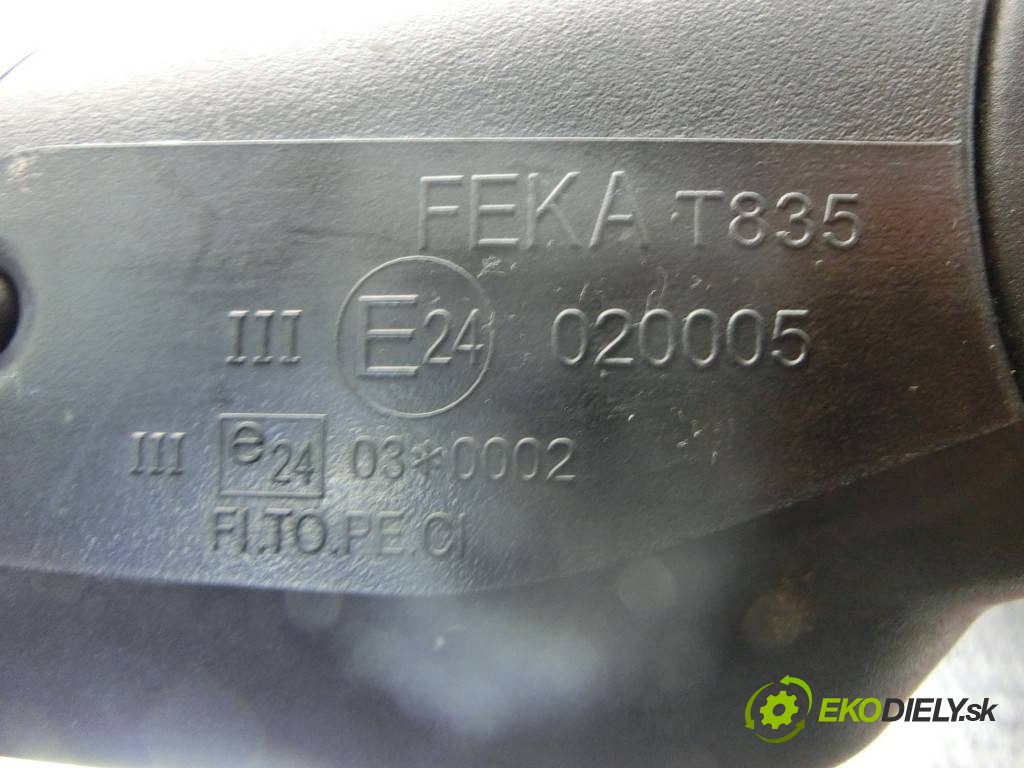 FEKA T835
III E24 020005
III e24 03*0002
FI.TO.PE.CI
EKODIELY.sk